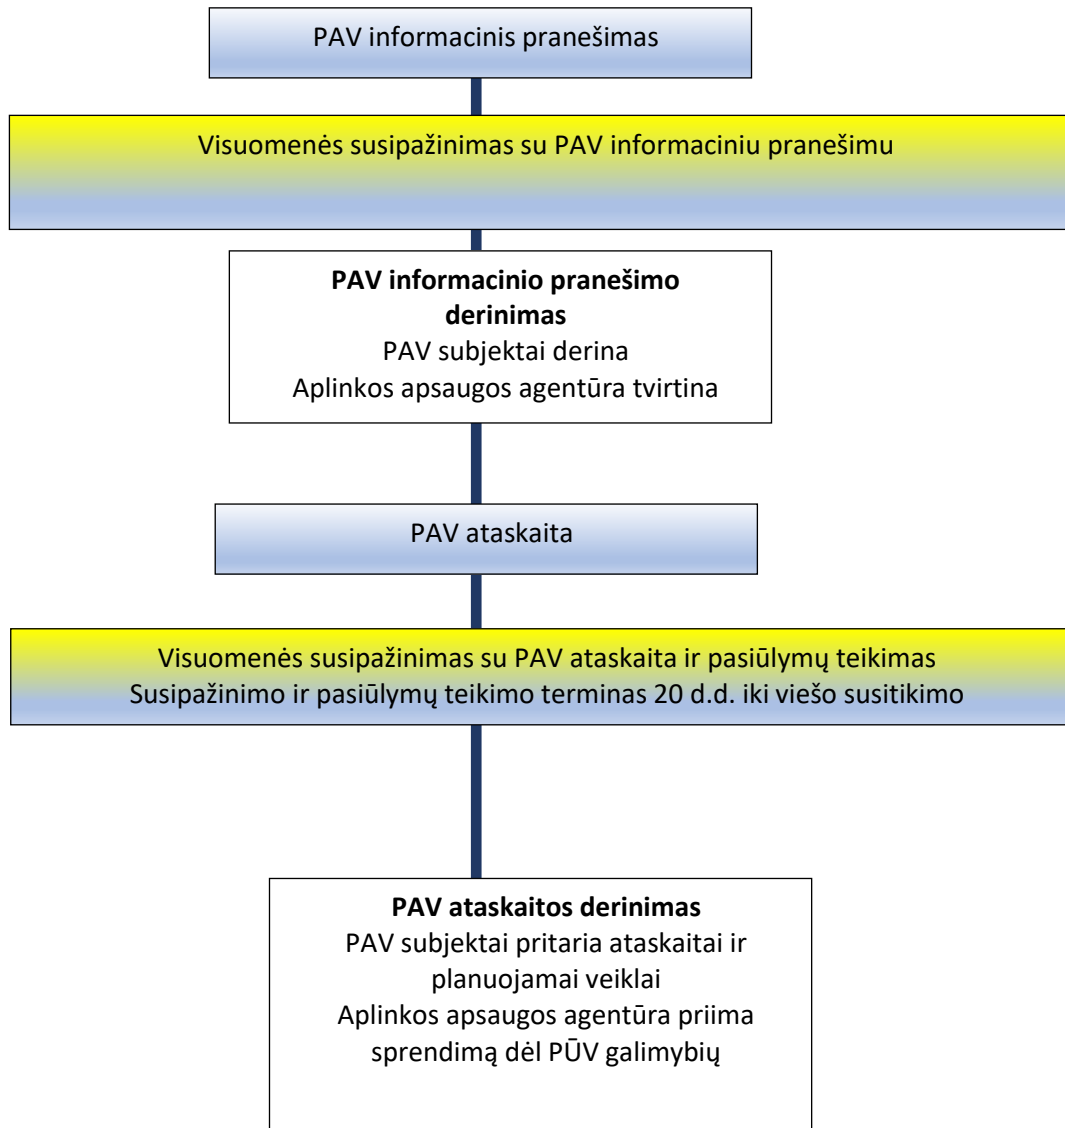 PAV informacinis pranešimas
Visuomenės susipažinimas su PAV informaciniu pranešimu
PAV informacinio pranešimo
derinimas
PAV subjektai derina
Aplinkos apsaugos agentūra tvirtina
PAV ataskaita
Visuomenės susipažinimas su PAV ataskaita ir pasiūlymų teikimas
Susipažinimo ir pasiūlymų teikimo terminas 20 d.d. iki viešo susitikimo
PAV ataskaitos derinimas
PAV subjektai pritaria ataskaitai ir
planuojamai veiklai
Aplinkos apsaugos agentūra priima
sprendimą dėl PŪV galimybių